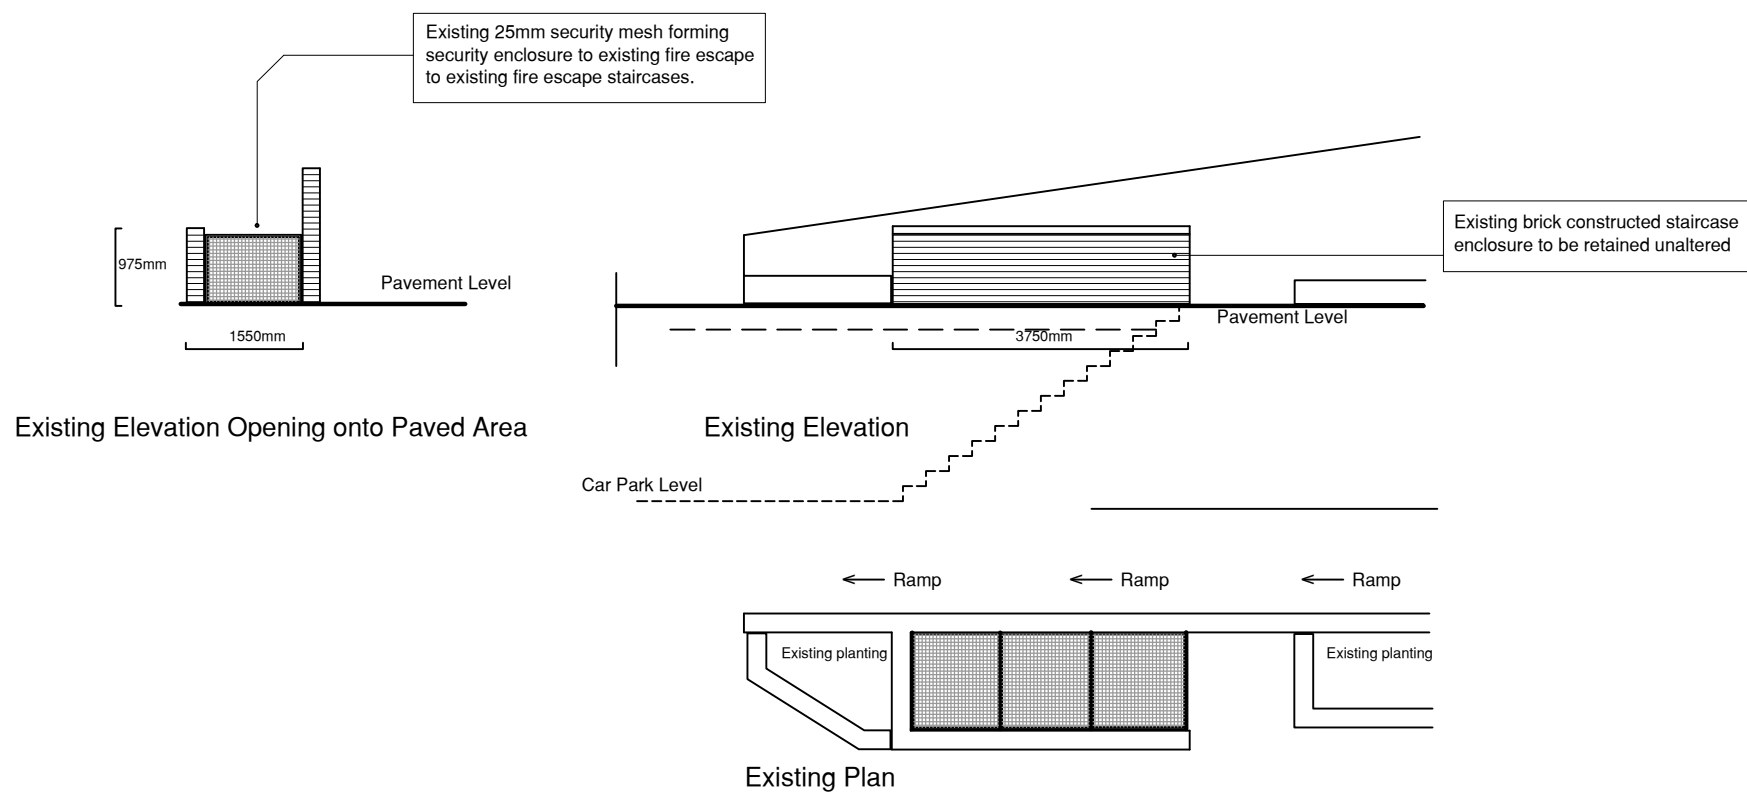 Existing 25mm security mesh forming
security enclosure to existing fire escape
to existing fire escape staircases.
Existing brick constructed staircase
enclosure to be retained unaltered
975mm
Pavement Level
1550mm
Pavement Level
3750mm
Existing Elevation Opening onto Paved Area
Existing Elevation
Car Park Level
Ramp
Ramp
Ramp
Existing planting
Existing planting
Existing Plan